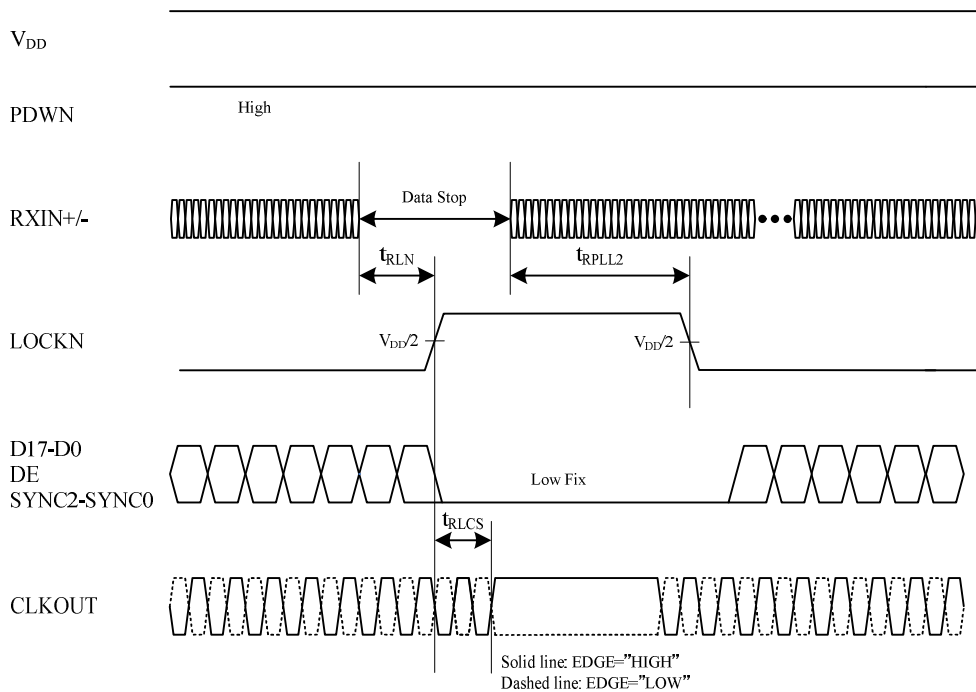 VDD
PDWN
High
RXIN+/-
Data Stop
tRLN
tRPLL2
LOCKN
VDD/2
VDD/2
D17-D0
DE
SYNC2-SYNC0
Low Fix
tRLCS
CLKOUT
Solid line: EDGE="HIGH"
Dashed line: EDGE="LOW"